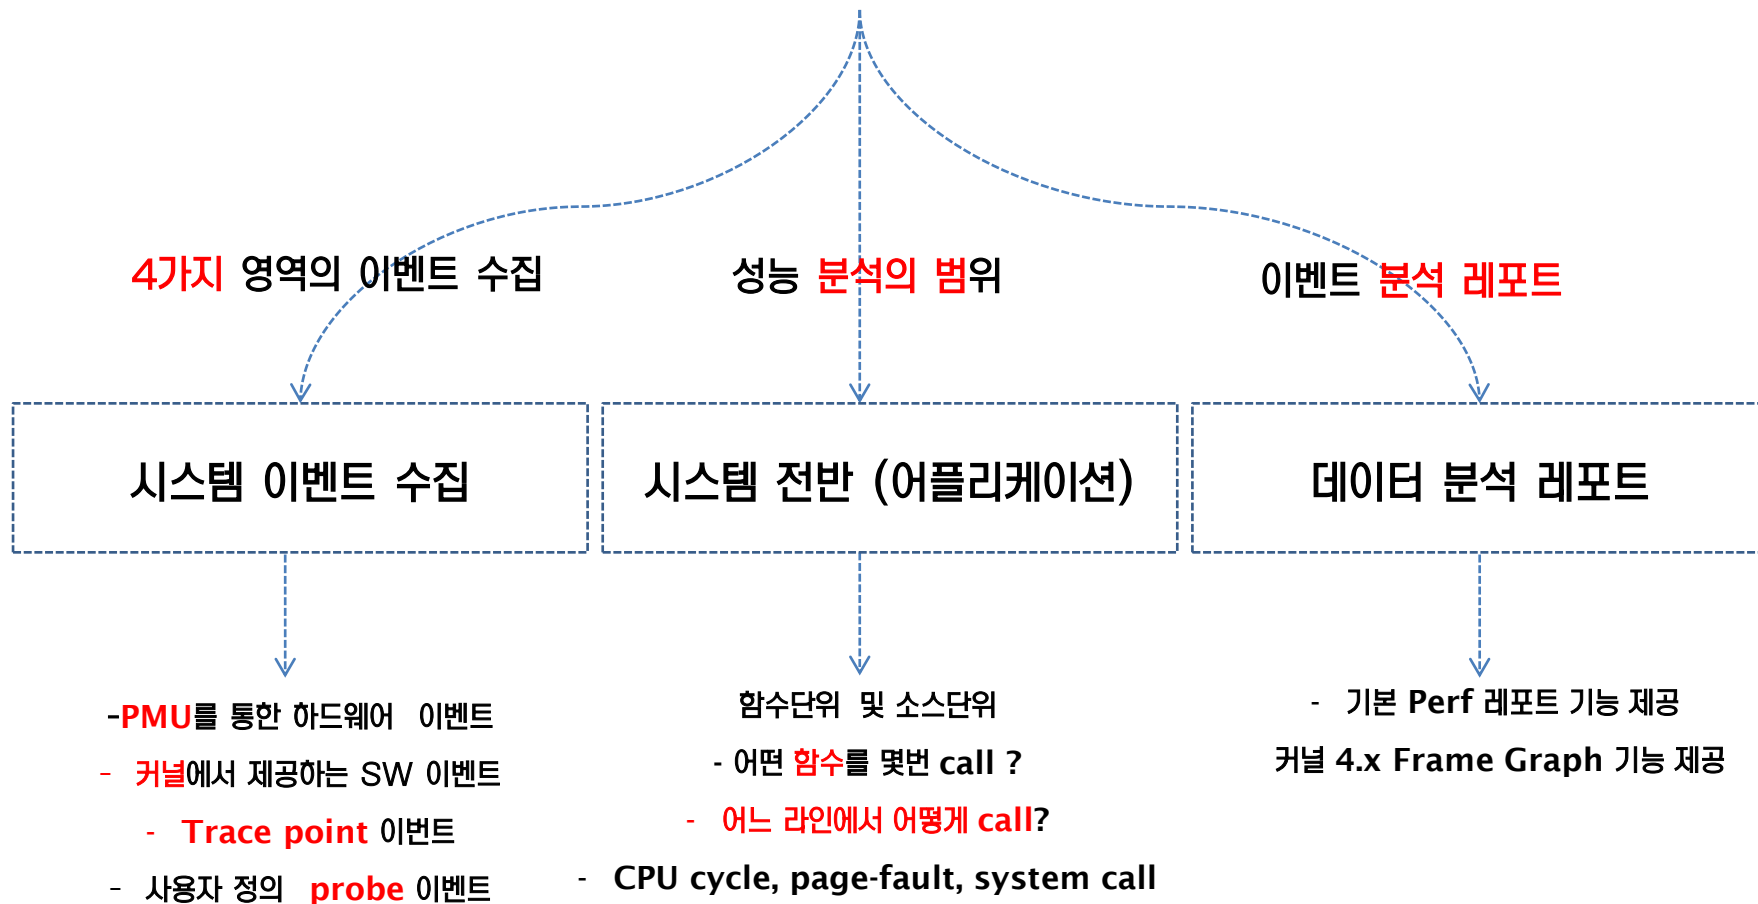 4가지 영역의 이벤트 수집
성능 분석의 범위
이벤트 분석 레포트
시스템 이벤트 수집
시스템 전반 (어플리케이션)
데이터 분석 레포트
-PMU를 통한 하드웨어 이벤트
- 커널에서 제공하는 SW 이벤트
- Trace point 이번트
- 사용자 정의 probe 이벤트
함수단위 및 소스단위
- 어떤 함수를 몇번 call ?
- 어느 라인에서 어떻게 call?
- CPU cycle, page-fault, system call
- 기본 Perf 레포트 기능 제공
커널 4.x Frame Graph 기능 제공